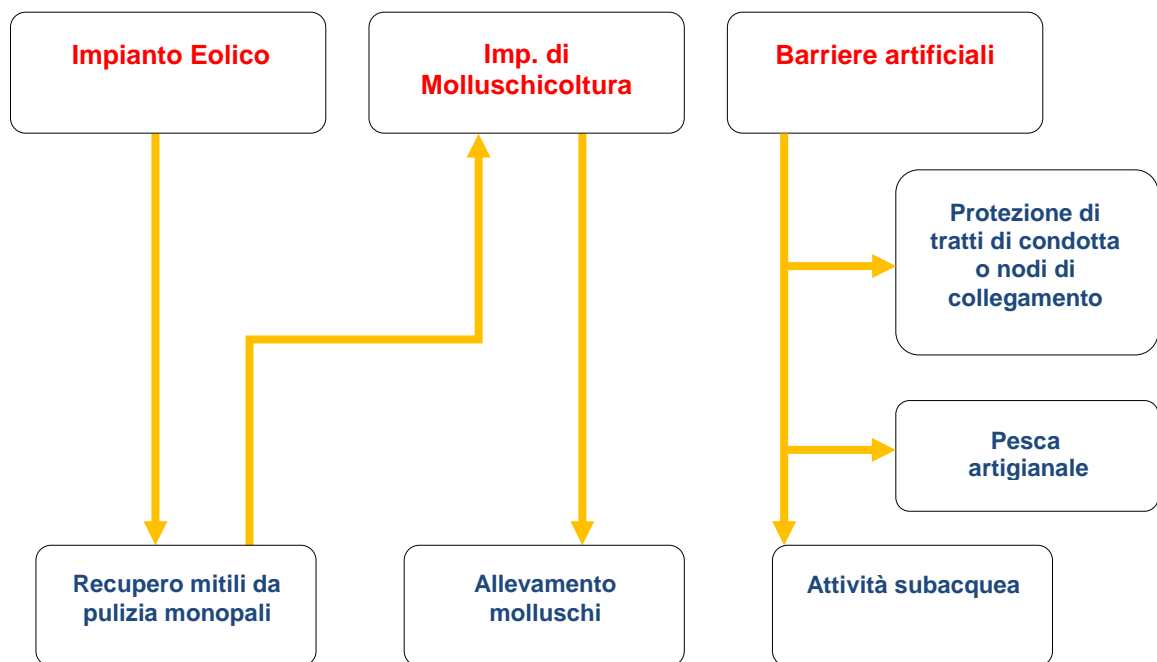 Impianto Eolico
Imp. di
Molluschicoltura
Barriere artificiali
Protezione di
tratti di condotta
o nodi di
collegamento
Pesca
artigianale
Recupero mitili da
pulizia monopali
Allevamento
molluschi
Attività subacquea